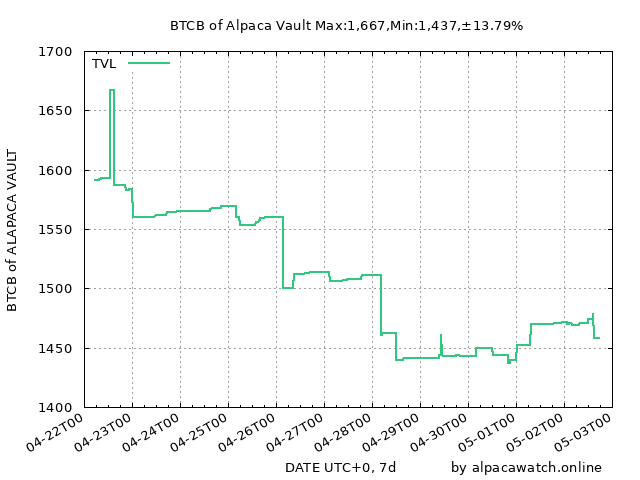 BTCB of Alpaca Vault Max:1,667,Min:1,437,±13.79%
TVL
BTCB of ALAPACA VAULT
1700
1650
1600
1550
1500
1450
1400
04-22T00
04-23T00
04-24T00
04-25T00
04-26T00
04-27T00
04-28T00
04-29T00
04-30T00
05-01T00
05-02T00
05-03T00
DATE UTC+0, 7d
by alpacawatch.online